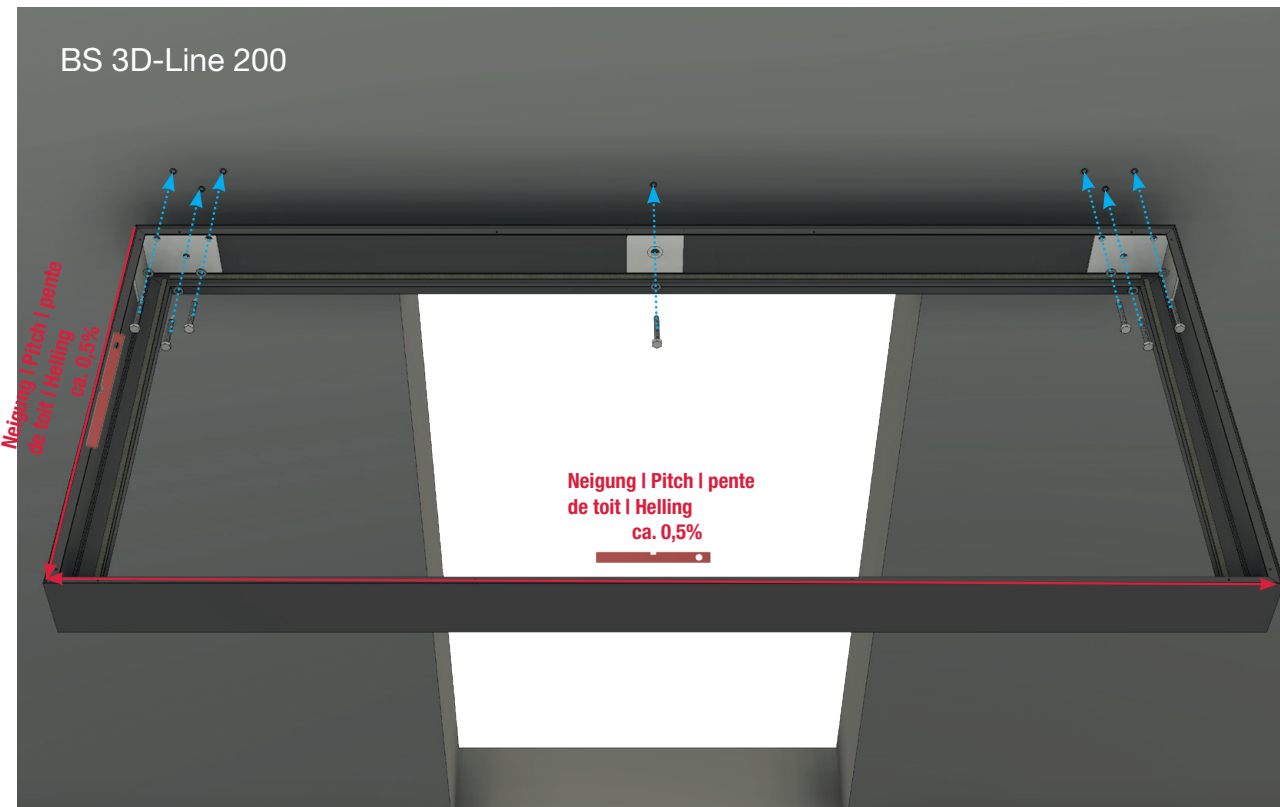 BS 3D-Line 200
Neigung I Pitch I pente
de toit I Helling
ca. 0,5%
Neigung I Pitch I pente
de toit I Helling
ca. 0,5%